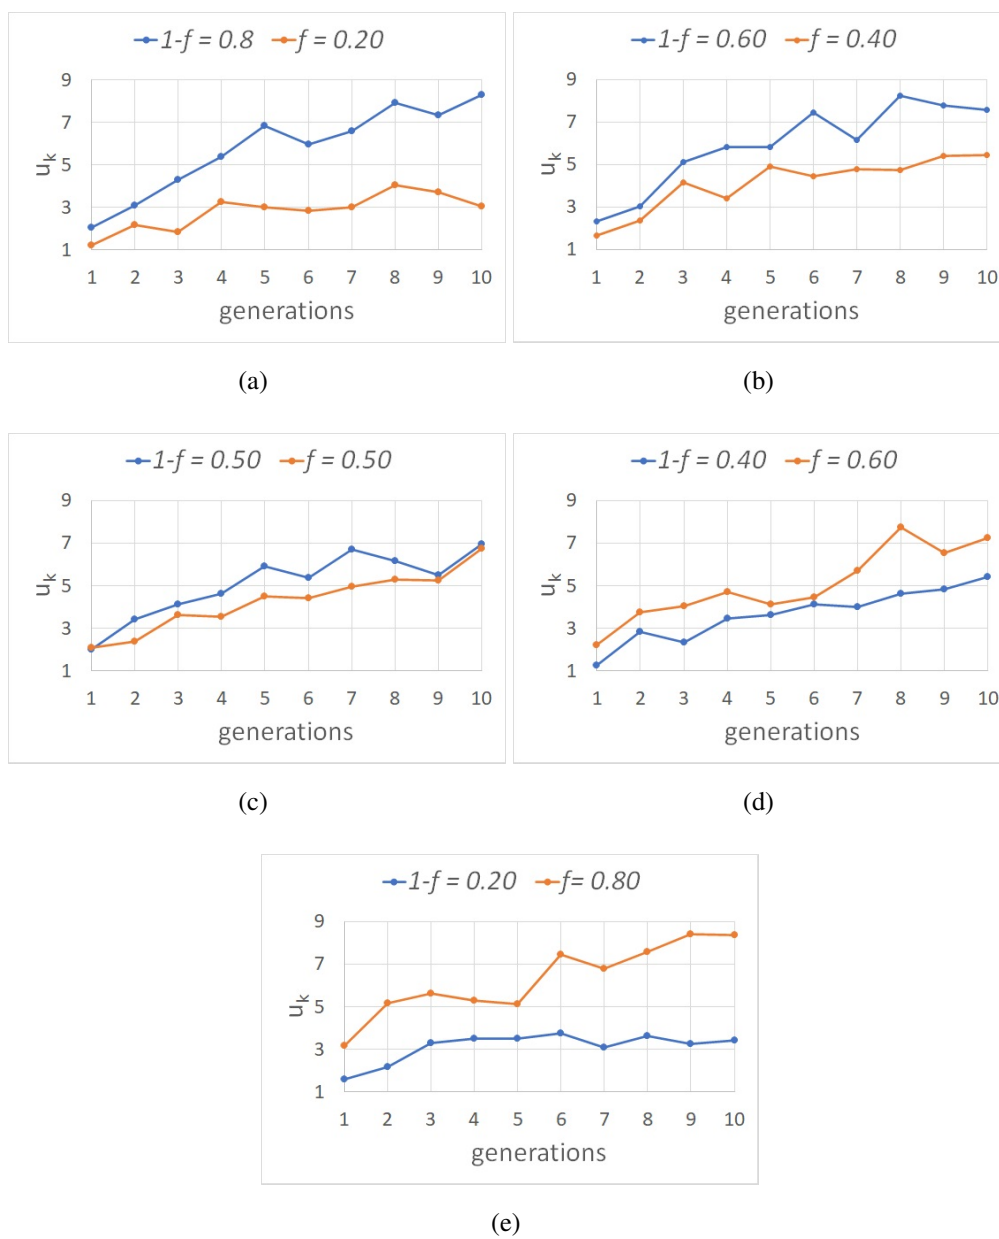 1-f = 0.8 f = 0.20
9
7
5
3
1
u_k
1 2 3 4 5 6 7 8 9 10
generations
(a)
1-f = 0.60 f = 0.40
9
7
5
3
1
u_k
1 2 3 4 5 6 7 8 9 10
generations
(b)
1-f = 0.50 f = 0.50
9
7
5
3
1
u_k
1 2 3 4 5 6 7 8 9 10
generations
(c)
1-f = 0.40 f = 0.60
9
7
5
3
1
u_k
1 2 3 4 5 6 7 8 9 10
generations
(d)
1-f = 0.20 f= 0.80
9
7
5
3
1
u_k
1 2 3 4 5 6 7 8 9 10
generations
(e)